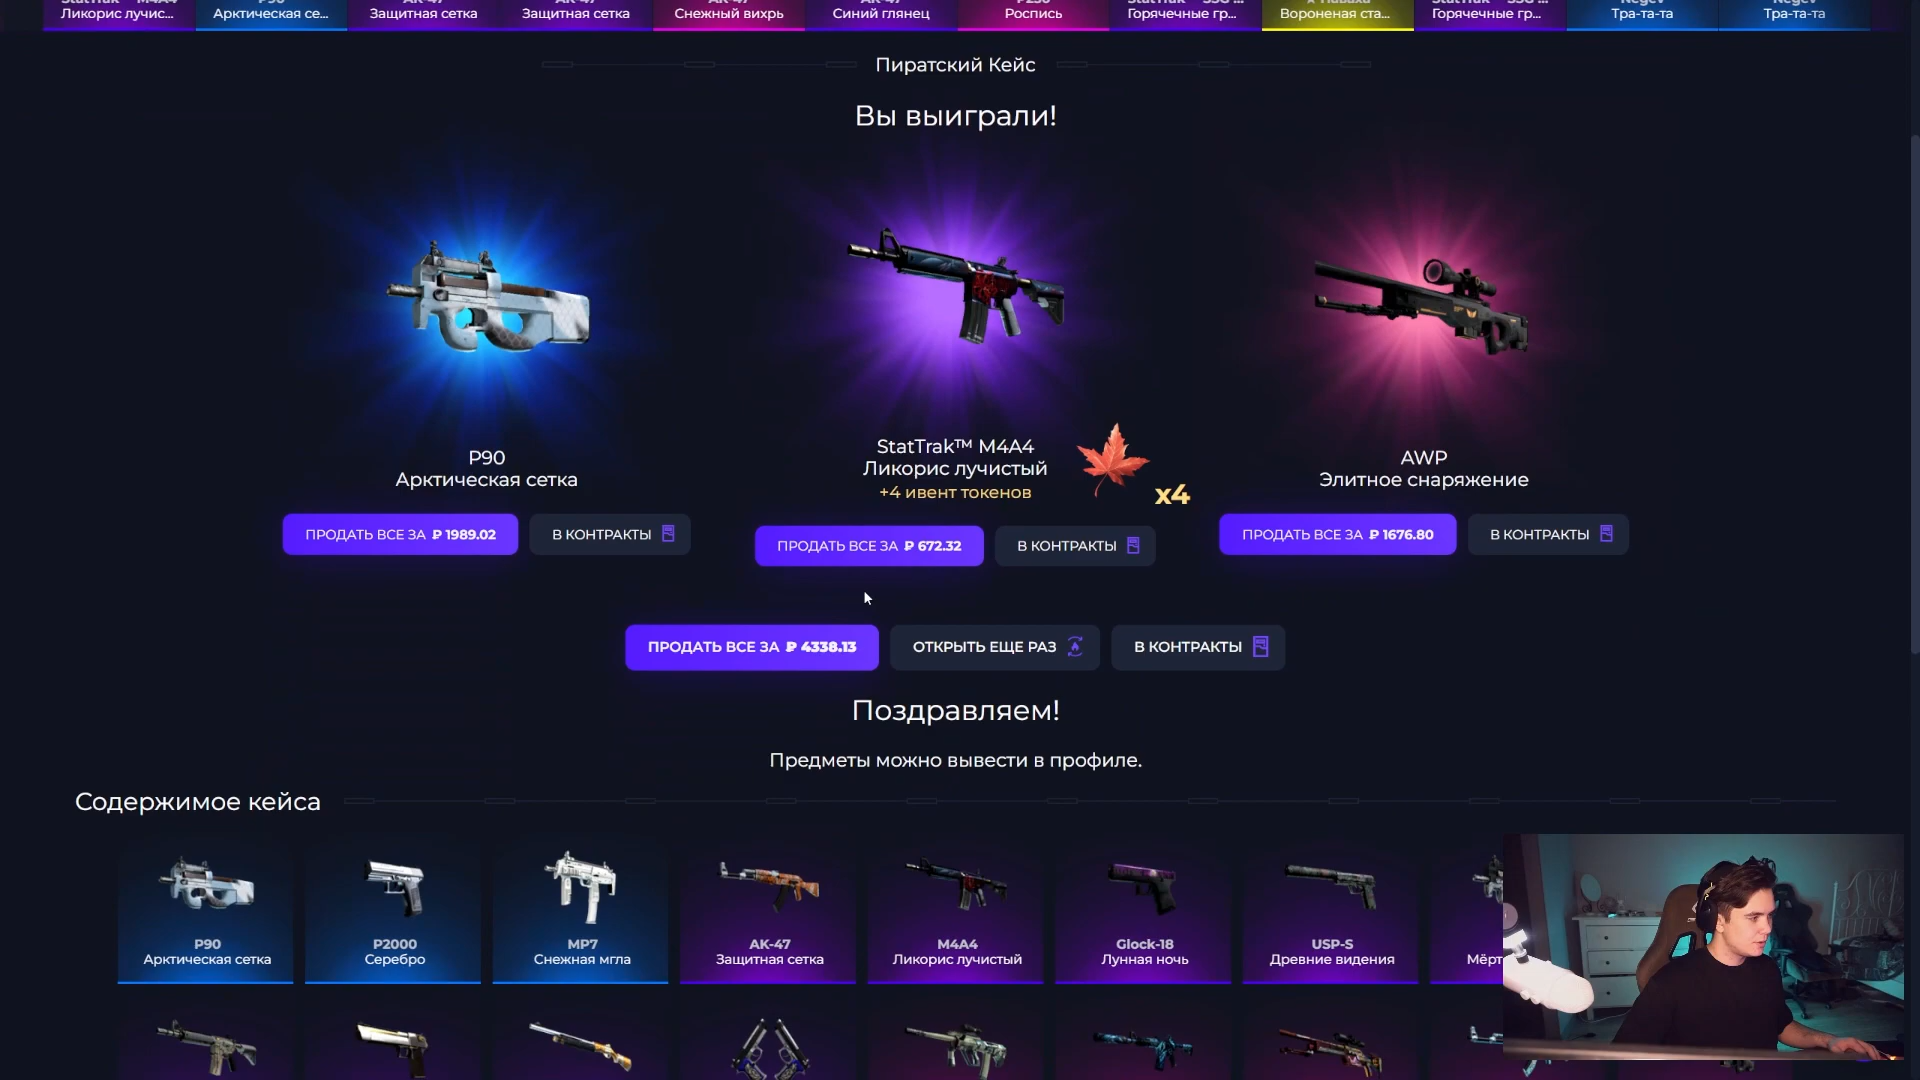 Ликорис лучис...
Арктическая се...
Защитная сетка
Защитная сетка
Снежный вихрь
Синий глянец
Роспись
Горячечные гр...
Вороненая ста...
Горячечные гр...
Тра-та-та
Тра-та-та
Пиратский Кейс
Вы выиграли!
P90
Арктическая сетка
ПРОДАТЬ ВСЕ ЗА ₽ 1989.02
В КОНТРАКТЫ
StatTrak™ M4A4
Ликорис лучистый
+4 ивент токенов
x4
ПРОДАТЬ ВСЕ ЗА ₽ 672.32
В КОНТРАКТЫ
AWP
Элитное снаряжение
ПРОДАТЬ ВСЕ ЗА ₽ 1676.80
В КОНТРАКТЫ
ПРОДАТЬ ВСЕ ЗА ₽ 4338.13
ОТКРЫТЬ ЕЩЕ РАЗ
В КОНТРАКТЫ
Поздравляем!
Предметы можно вывести в профиле.
Содержимое кейса
P90
Арктическая сетка
P2000
Серебро
MP7
Снежная мгла
AK-47
Защитная сетка
M4A4
Ликорис лучистый
Glock-18
Лунная ночь
USP-S
Древние видения